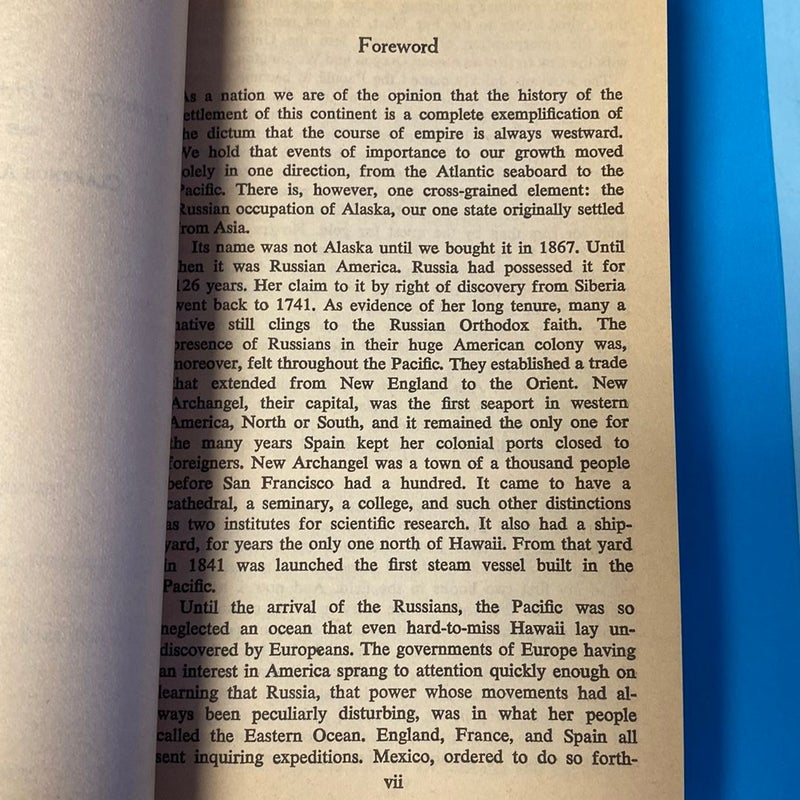 Foreword
As a nation we are of the opinion that the history of the
settlement of this continent is a complete exemplification of
the dictum that the course of empire is always westward.
We hold that events of importance to our growth moved
solely in one direction, from the Atlantic seaboard to the
Pacific. There is, however, one cross-grained element: the
Russian occupation of Alaska, our one state originally settled
from Asia.
Its name was not Alaska until we bought it in 1867. Until
then it was Russian America. Russia had possessed it for
126 years. Her claim to it by right of discovery from Siberia
went back to 1741. As evidence of her long tenure, many a
native still clings to the Russian Orthodox faith. The
presence of Russians in their huge American colony was,
moreover, felt throughout the Pacific. They established a trade
that extended from New England to the Orient. New
Archangel, their capital, was the first seaport in western
America, North or South, and it remained the only one for
the many years Spain kept her colonial ports closed to
foreigners. New Archangel was a town of a thousand people
before San Francisco had a hundred. It came to have a
cathedral, a seminary, a college, and such other distinctions
as two institutes for scientific research. It also had a ship-
yard, for years the only one north of Hawaii. From that yard
in 1841 was launched the first steam vessel built in the
Pacific.
Until the arrival of the Russians, the Pacific was so
neglected an ocean that even hard-to-miss Hawaii lay un-
discovered by Europeans. The governments of Europe having
an interest in America sprang to attention quickly enough on
learning that Russia, that power whose movements had al-
ways been peculiarly disturbing, was in what her people
called the Eastern Ocean. England, France, and Spain all
sent inquiring expeditions. Mexico, ordered to do so forth-
vii